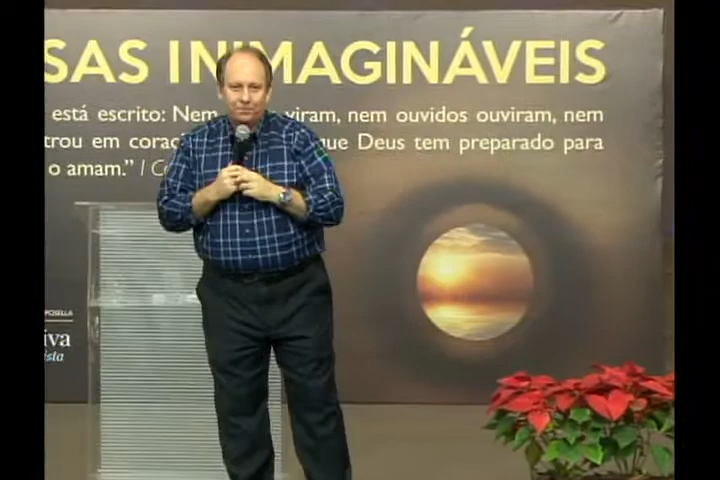 SAS INIMAGINÁVEIS
está escrito: Nem viram, nem ouvidos ouviram, nem
trou em cora que Deus tem preparado para
o amam." I Co
POSELLA
iva
ista